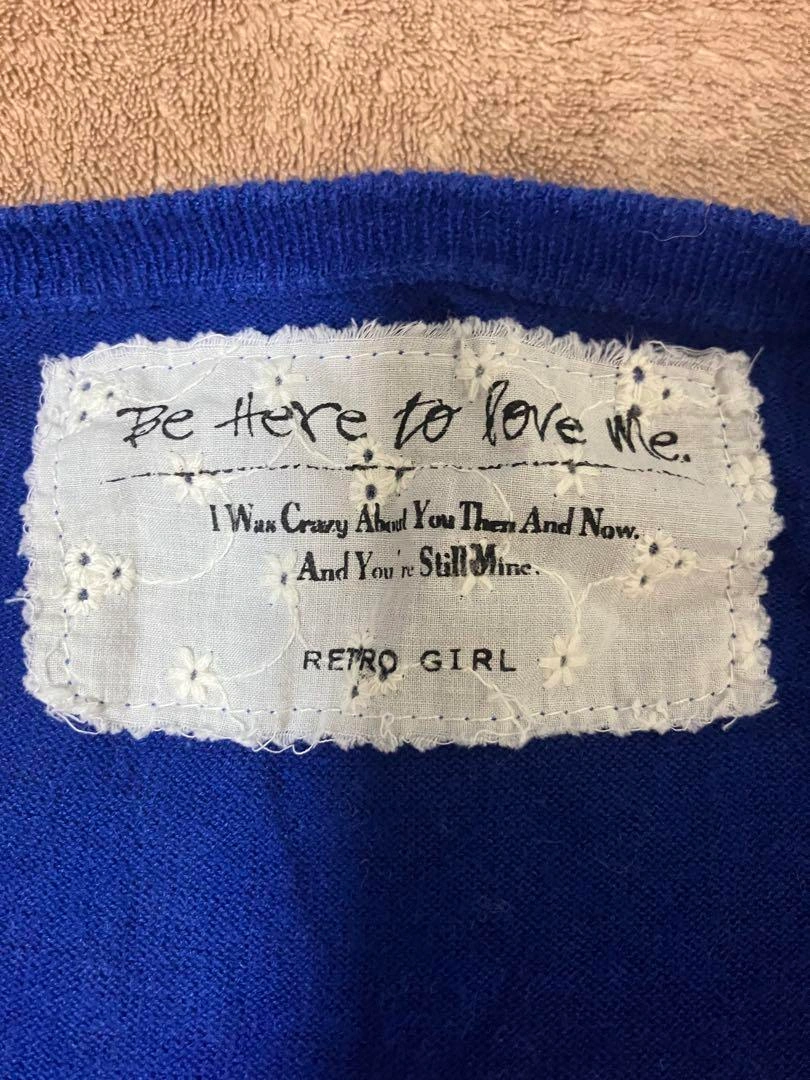 Be Here to love me.
I Was Crazy About You Then And Now.
And You're Still Mine.
RETRO GIRL